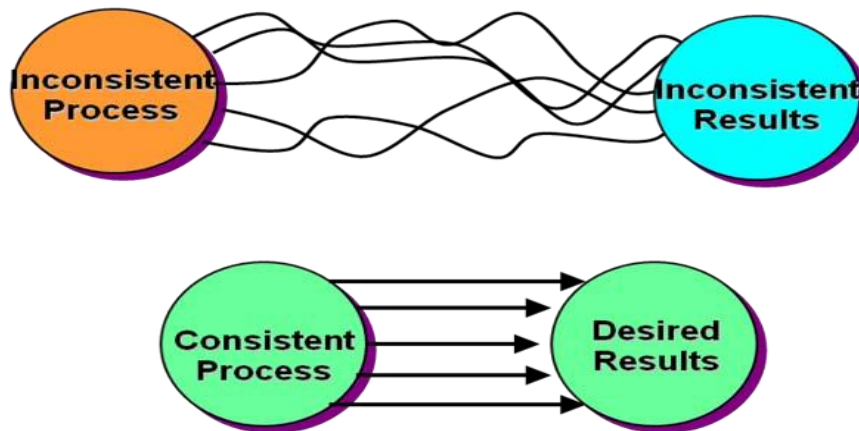 Inconsistent
Process
Inconsistent
Results
Consistent
Process
Desired
Results